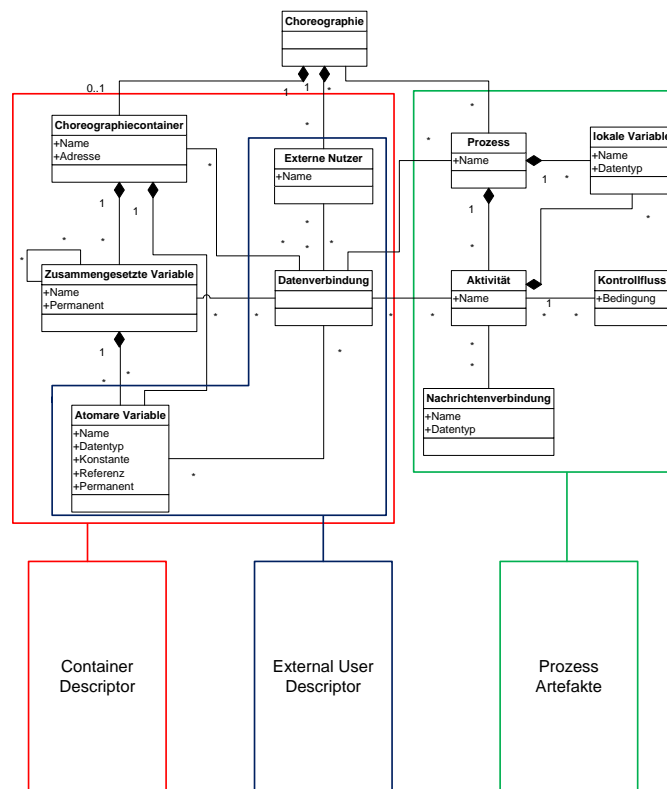 Choreographie
0..1
1
1
*
*
Choreographiecontainer
+Name
+Adresse
*
Externe Nutzer
+Name
*
*
Prozess
+Name
lokale Variable
+Name
+Datentyp
1
*
1
1
*
1
*
*
*
*
*
*
*
*
Zusammengesetzte Variable
+Name
+Permanent
Datenverbindung
Aktivität
+Name
Kontrollfluss
+Bedingung
1
*
*
*
*
*
*
*
1
*
*
*
*
Atomare Variable
+Name
+Datentyp
+Konstante
+Referenz
+Permanent
*
Nachrichtenverbindung
+Name
+Datentyp
Container
Descriptor
External User
Descriptor
Prozess
Artefakte